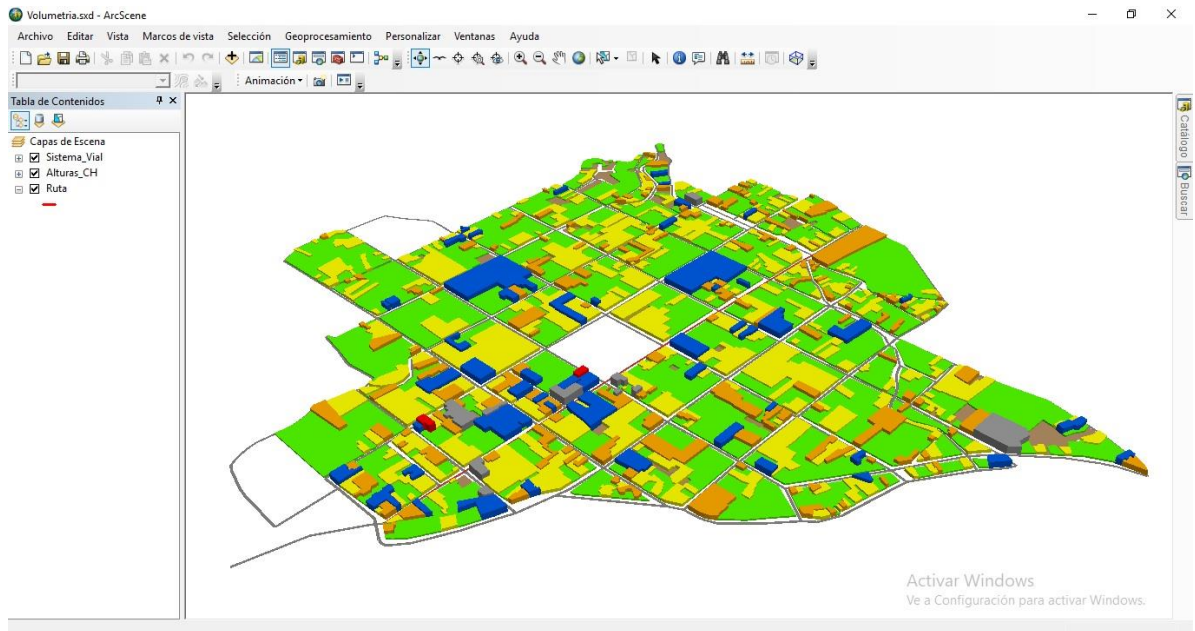 Volumetria.sxd - ArcScene
Archivo Editar Vista Marcos de vista Selección Geoprocesamiento Personalizar Ventanas Ayuda
Animación
Tabla de Contenidos
Capas de Escena
Sistema_Vial
Alturas_CH
Ruta
Catálogo
Buscar
Activar Windows
Ve a Configuración para activar Windows.